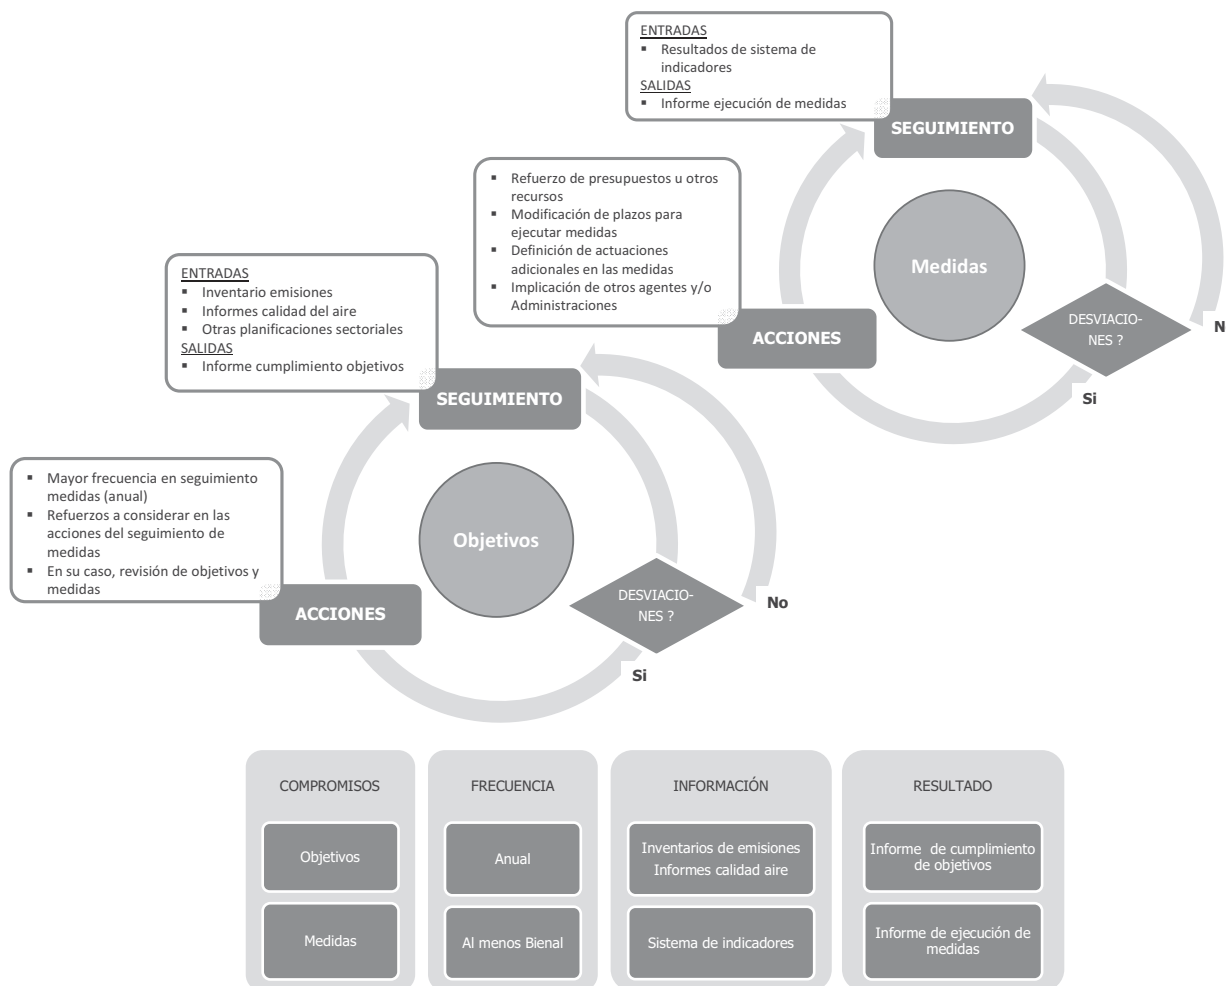 ENTRADAS
▪ Resultados de sistema de
indicadores
SALIDAS
▪ Informe ejecución de medidas
SEGUIMIENTO
▪ Refuerzo de presupuestos u otros
recursos
▪ Modificación de plazos para
ejecutar medidas
▪ Definición de actuaciones
adicionales en las medidas
▪ Implicación de otros agentes y/o
Administraciones
Medidas
ACCIONES
DESVIACIO-
NES ?
N
Si
ENTRADAS
▪ Inventario emisiones
▪ Informes calidad del aire
▪ Otras planificaciones sectoriales
SALIDAS
▪ Informe cumplimiento objetivos
SEGUIMIENTO
▪ Mayor frecuencia en seguimiento
medidas (anual)
▪ Refuerzos a considerar en las
acciones del seguimiento de
medidas
▪ En su caso, revisión de objetivos y
medidas
Objetivos
ACCIONES
DESVIACIO-
NES ?
No
Si
COMPROMISOS
Objetivos
Medidas
FRECUENCIA
Anual
Al menos Bienal
INFORMACIÓN
Inventarios de emisiones
Informes calidad aire
Sistema de indicadores
RESULTADO
Informe de cumplimiento
de objetivos
Informe de ejecución de
medidas